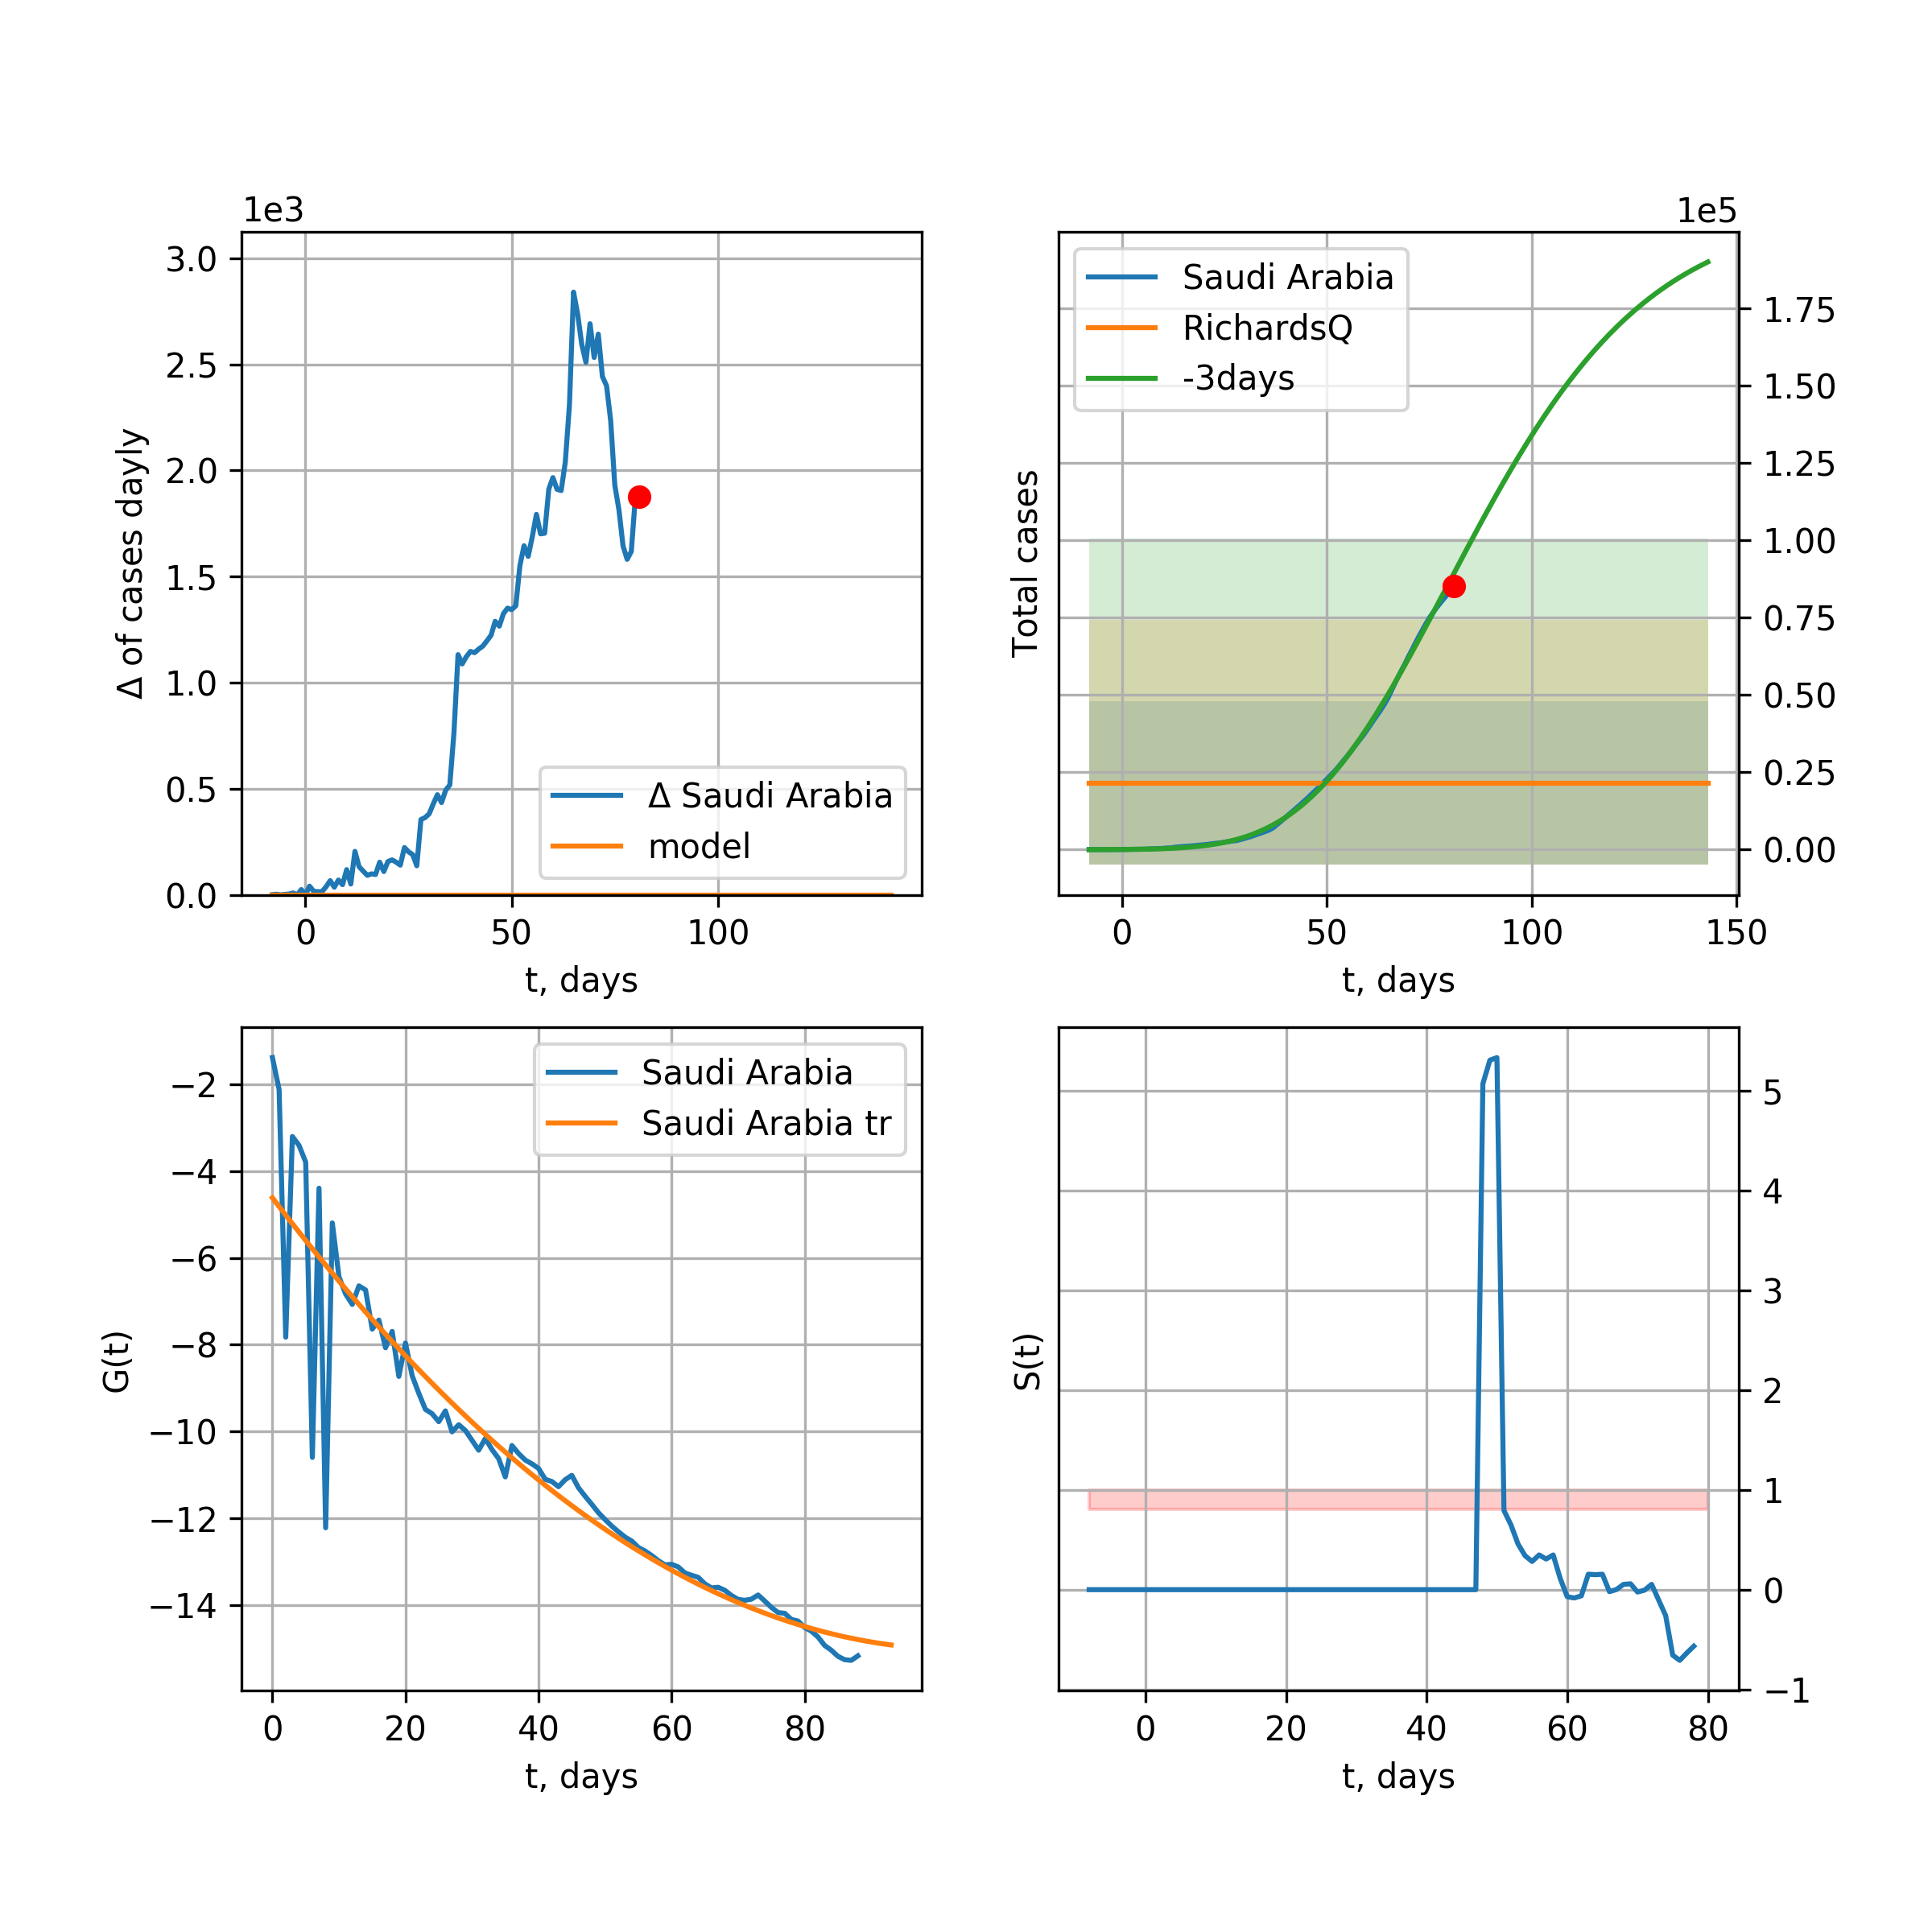 1e3
3.0
2.5
2.0
1.5
1.0
0.5
0.0
Δ of cases dayly
Δ Saudi Arabia
model
0 50 100
t, days
1e5
Saudi Arabia
RichardsQ
-3days
Total cases
1.75
1.50
1.25
1.00
0.75
0.50
0.25
0.00
0 50 100 150
t, days
−2
−4
−6
−8
−10
−12
−14
G(t)
Saudi Arabia
Saudi Arabia tr
0 20 40 60 80
t, days
S(t)
5
4
3
2
1
0
−1
0 20 40 60 80
t, days